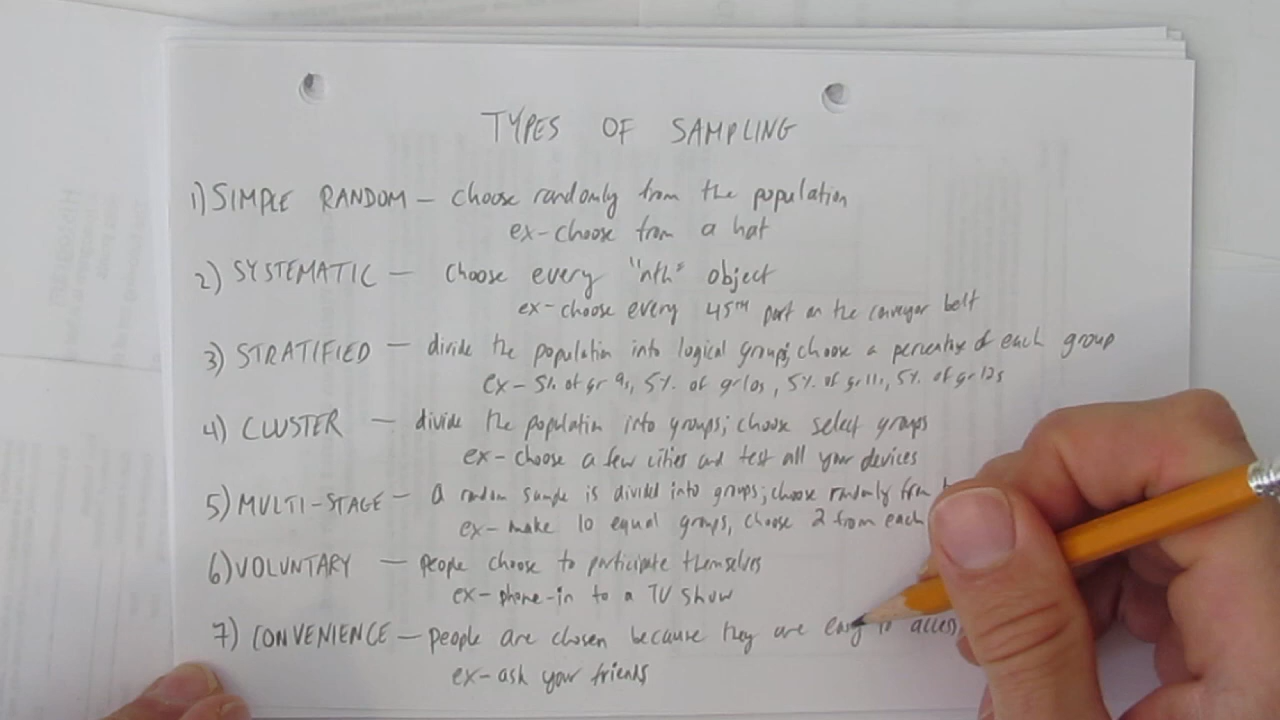 TYPES OF SAMPLING
1) SIMPLE RANDOM - choose randomly from the population
ex-choose from a hat
2) SYSTEMATIC - choose every "nth" object
ex-choose every 45TH part on the conveyor belt
3) STRATIFIED - divide the population into logical groups; choose a percentage of each group
ex- 5% of gr 9s, 5% of gr 10s, 5% of gr 11s, 5% of gr 12s
4) CLUSTER - divide the population into groups; choose select groups
ex- choose a few cities and test all your devices
5) MULTI-STAGE - a random sample is divided into groups; choose randomly from
ex- make 10 equal groups, choose 2 from each
6) VOLUNTARY - people choose to participate themselves
ex- phone-in to a TV show
7) CONVENIENCE - people are chosen because they are easy to access
ex- ask your friends